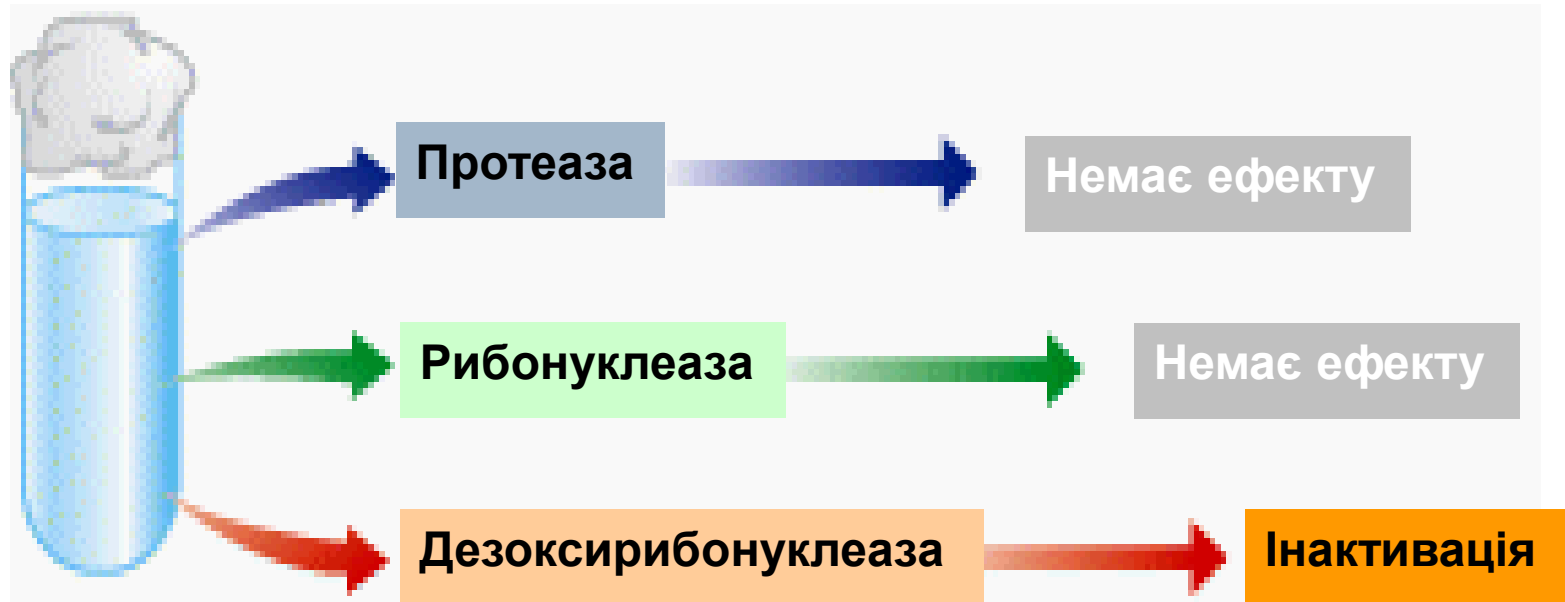 Протеаза
Немає ефекту
Рибонуклеаза
Немає ефекту
Дезоксирибонуклеаза
Інактивація